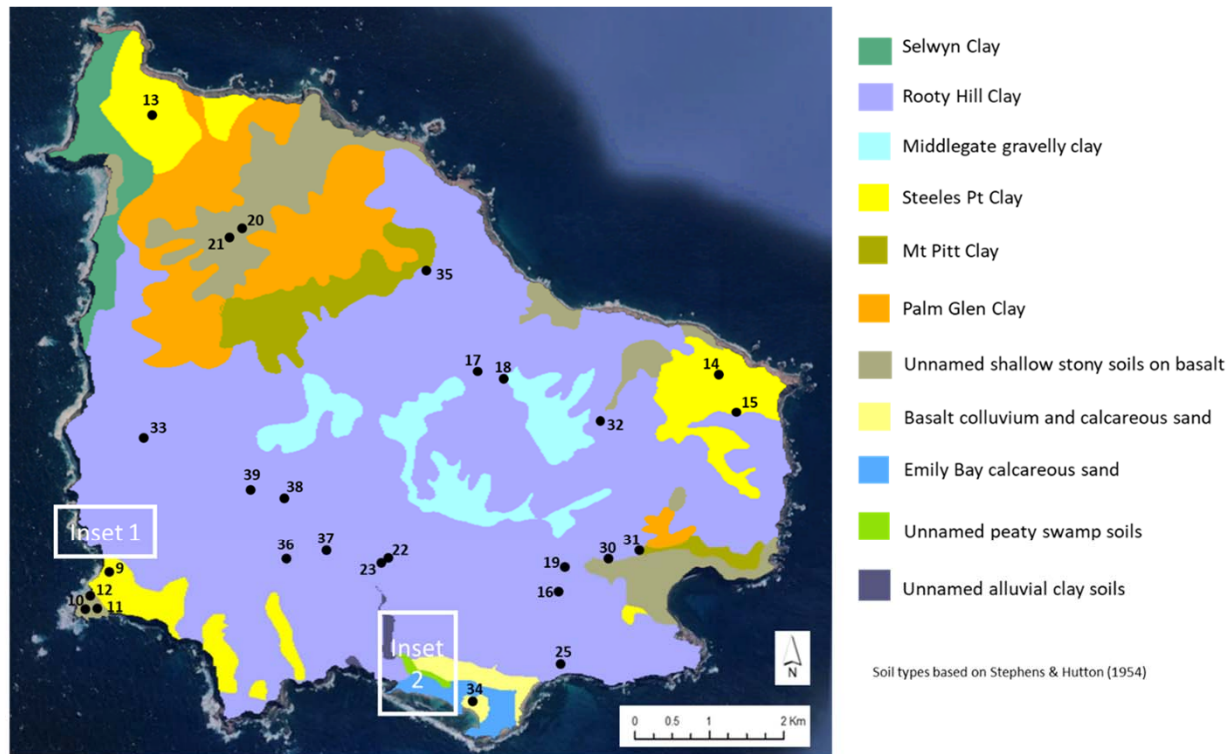 13
20
21
35
17
18
14
15
32
33
39
38
Inset 1
37
36
22
23
9
12
10
11
19
30
31
16
Inset
2
25
34
N
0 0.5 1 2 Km
Selwyn Clay
Rooty Hill Clay
Middlegate gravelly clay
Steeles Pt Clay
Mt Pitt Clay
Palm Glen Clay
Unnamed shallow stony soils on basalt
Basalt colluvium and calcareous sand
Emily Bay calcareous sand
Unnamed peaty swamp soils
Unnamed alluvial clay soils
Soil types based on Stephens & Hutton (1954)